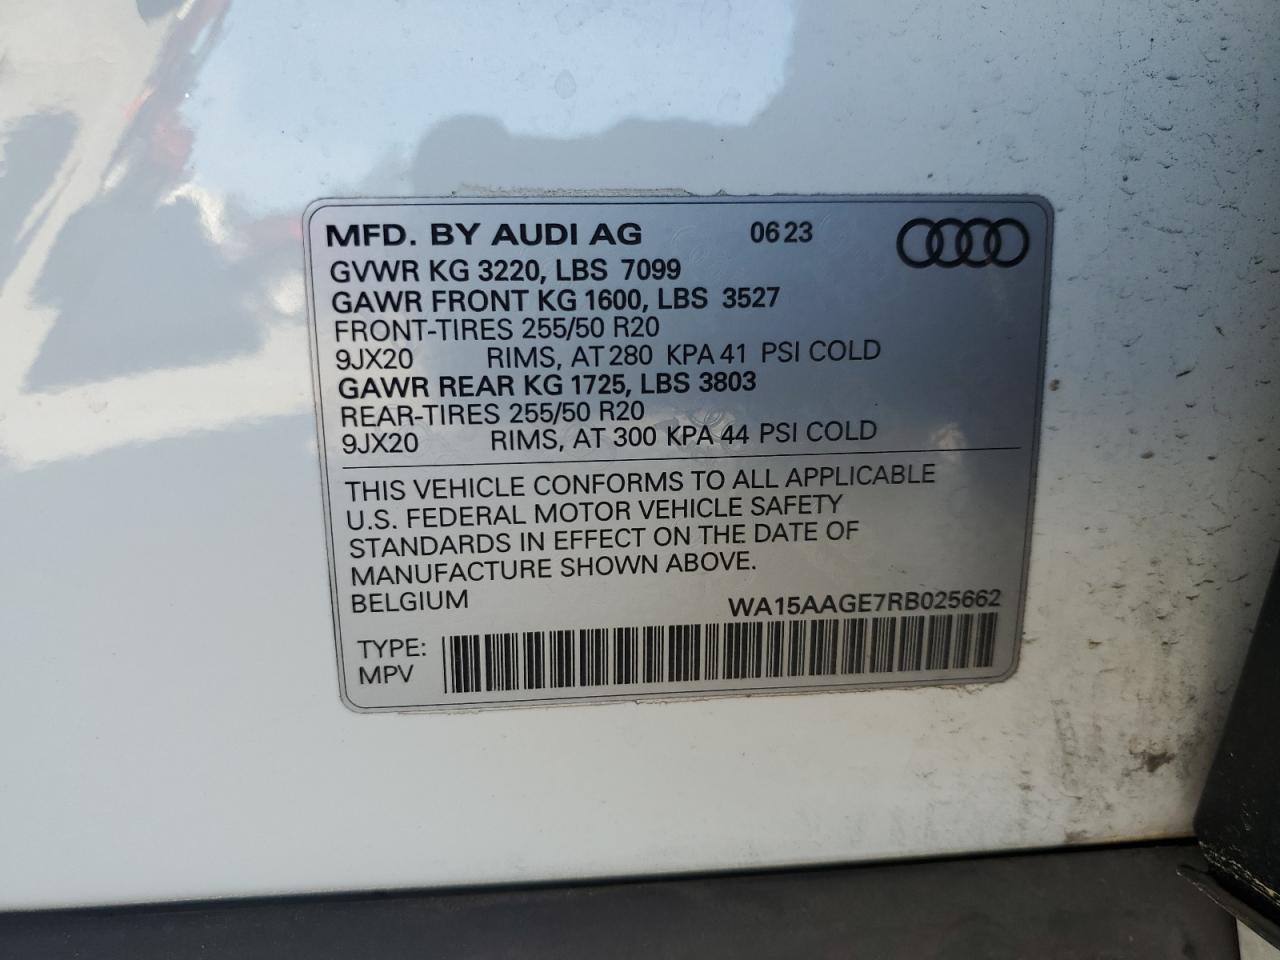 MFD. BY AUDI AG 0623
GVWR KG 3220, LBS 7099
GAWR FRONT KG 1600, LBS 3527
FRONT-TIRES 255/50 R20
9JX20 RIMS, AT 280 KPA 41 PSI COLD
GAWR REAR KG 1725, LBS 3803
REAR-TIRES 255/50 R20
9JX20 RIMS, AT 300 KPA 44 PSI COLD
THIS VEHICLE CONFORMS TO ALL APPLICABLE
U.S. FEDERAL MOTOR VEHICLE SAFETY
STANDARDS IN EFFECT ON THE DATE OF
MANUFACTURE SHOWN ABOVE.
BELGIUM WA15AAGE7RB025662
TYPE:
MPV